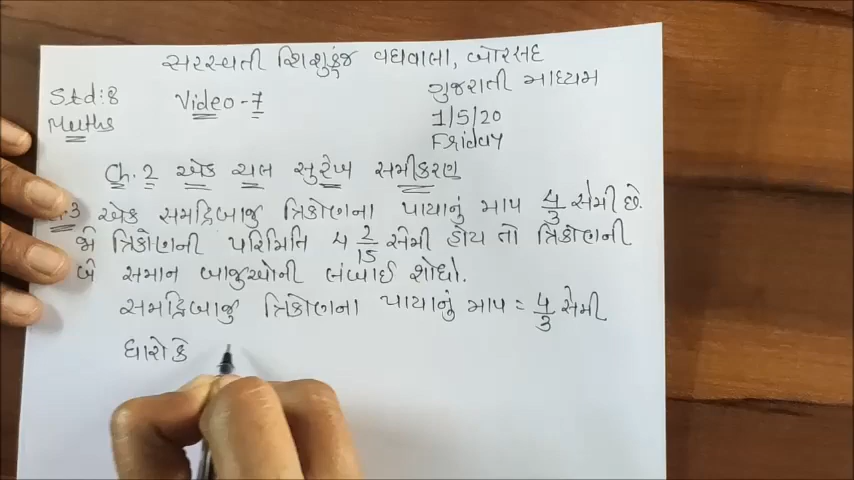 સરસ્વતી શિશુકુંજ વઘવાલા, બોરસદ
Std:8 Video-7 ગુજરાતી માધ્યમ
Maths 1/5/20
Friday
Ch. 2 એક ચલ સુરેખ સમીકરણ
3 એક સમદ્વિબાજુ ત્રિકોણના પાયાનું માપ 4/3 સેમી છે.
જો ત્રિકોણની પરિમિતિ 4 2/15 સેમી હોય તો ત્રિકોણની
બે સમાન બાજુઓની લંબાઈ શોધો.
સમદ્વિબાજુ ત્રિકોણના પાયાનું માપ = 4/3 સેમી
ધારો કે